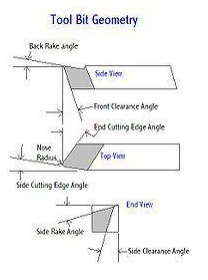 Tool Bit Geometry
Back Rake angle
Side View
Front Clearance Angle
End Cutting Edge Angle
Nose
Radius
Top View
Side Cutting Edge Angle
End View
Side Rake Angle
Side Clearance Angle